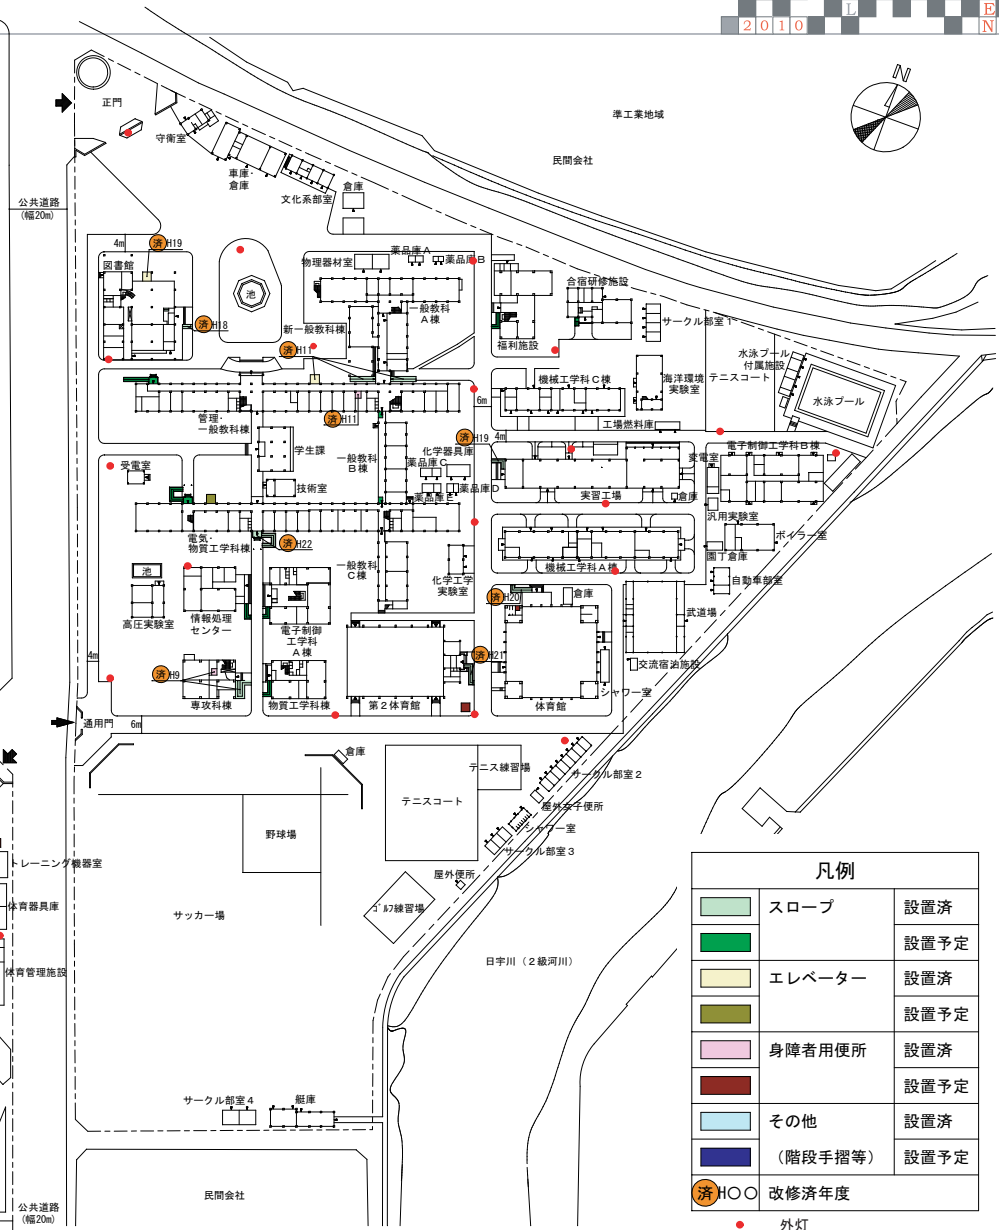 L
E
2010
N
N
正門
準工業地域
民間会社
守衛室
車庫・
倉庫
文化系部室
倉庫
公共道路
(幅20m)
4m
済H19
図書館
池
物理器材室
薬品庫A
薬品庫B
一般教科
A棟
新一般教科棟
済H18
済H11
合宿研修施設
サークル部室1
福利施設
水泳プール
付属施設
水泳プール
テニスコート
海洋環境
実験室
機械工学科C棟
6m
管理・
一般教科棟
済H11
工場燃料庫
済H19
4m
学生課
一般教科
B棟
化学器具庫
薬品庫C
薬品庫D
薬品庫E
受電室
技術室
実習工場
倉庫
変電室
電子制御工学科B棟
汎用実験室
ボイラー室
園丁倉庫
自動車部室
電気・
物質工学科棟
済H22
一般教科
C棟
化学工学
実験室
機械工学科A棟
池
高圧実験室
情報処理
センター
電子制御
工学科
A棟
済H20
倉庫
武道場
交流宿泊施設
シャワー室
4m
済H9
専攻科棟
物質工学科棟
第2体育館
済H21
体育館
通用門
6m
倉庫
テニス練習場
テニスコート
サークル部室2
屋外女子便所
シャワー室
サークル部室3
野球場
屋外便所
ゴルフ練習場
サッカー場
トレーニング機器室
体育器具庫
体育管理施設
日宇川(2級河川)
サークル部室4
艇庫
民間会社
公共道路
(幅20m)
凡例
スロープ 設置済
設置予定
エレベーター 設置済
設置予定
身障者用便所 設置済
設置予定
その他 設置済
(階段手摺等) 設置予定
済H○○ 改修済年度
外灯